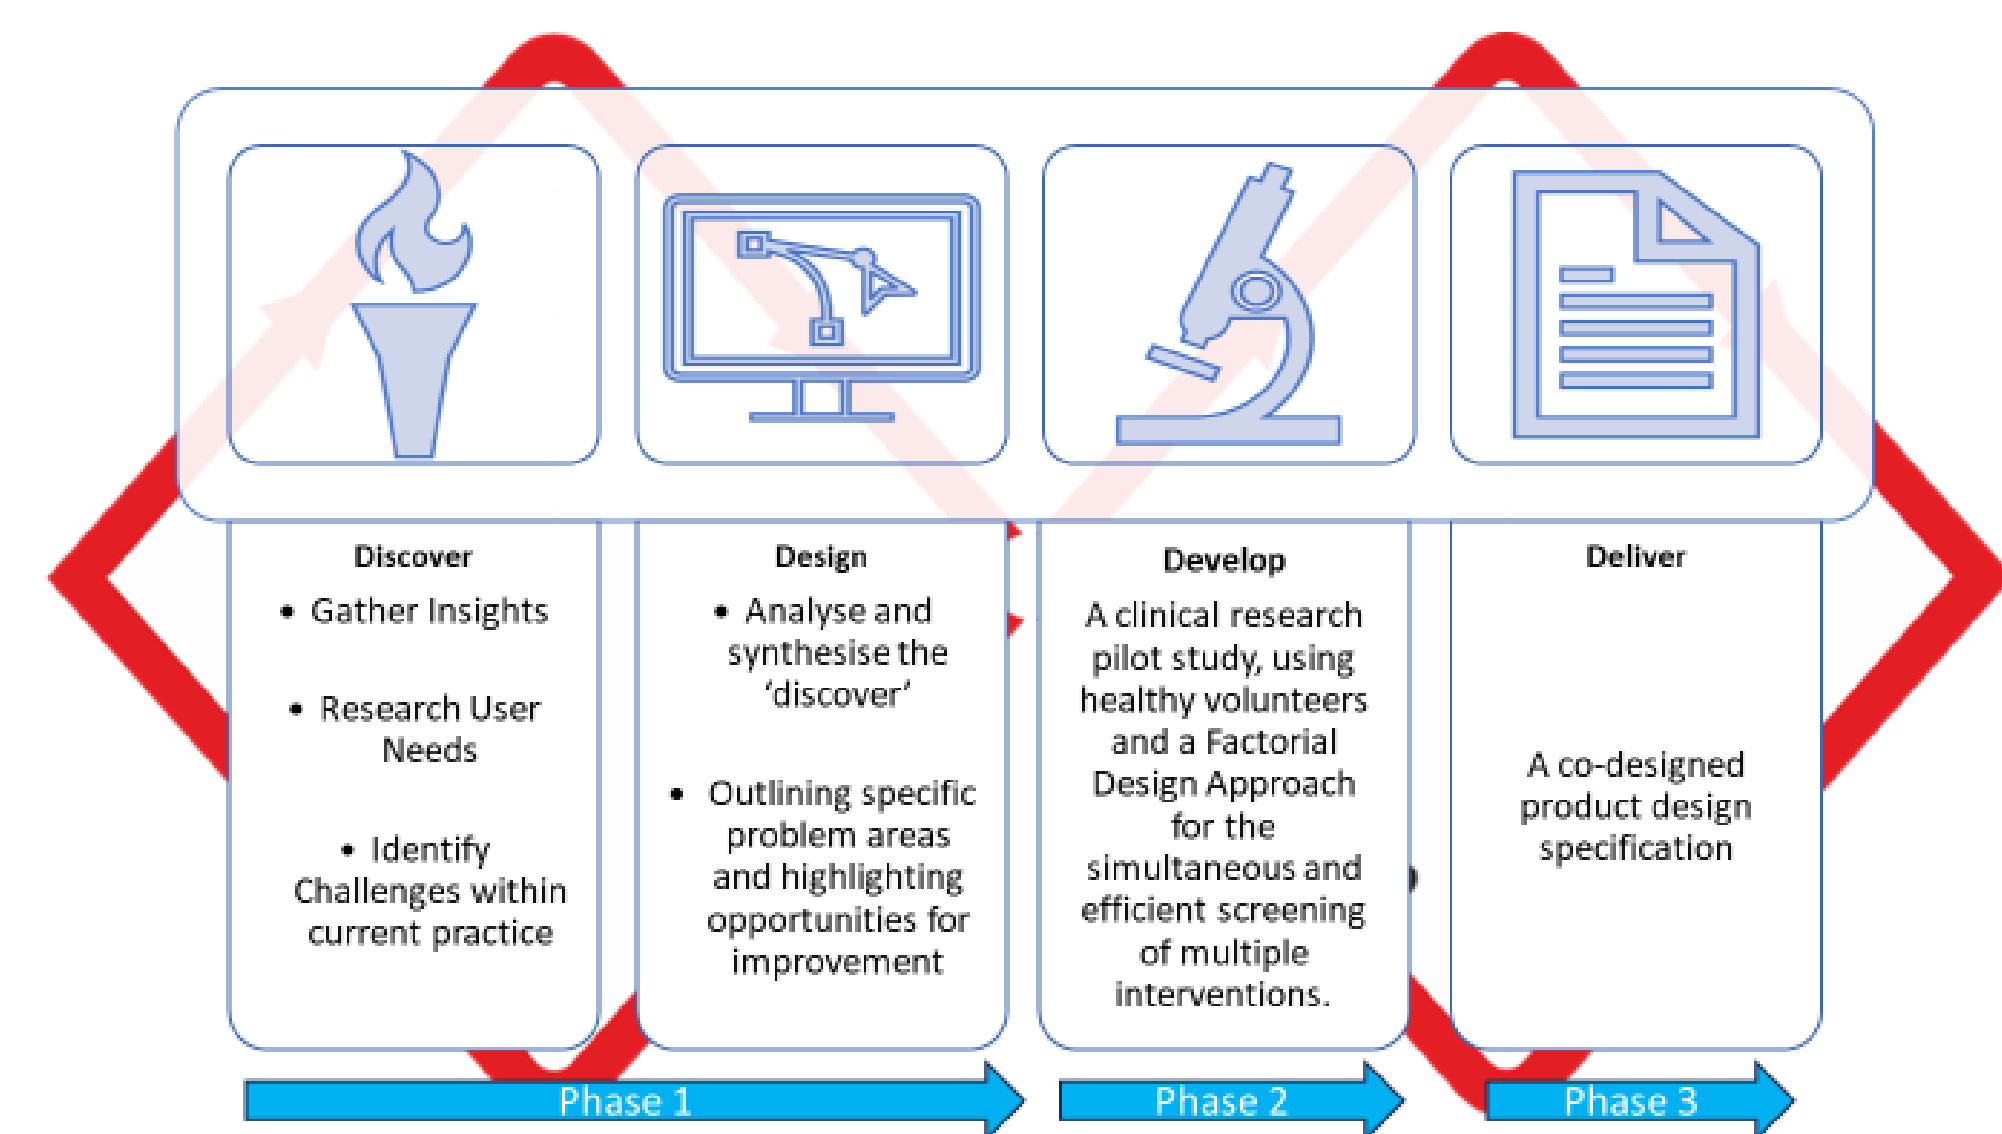 Discover
• Gather Insights
• Research User
Needs
• Identify
Challenges within
current practice
Design
• Analyse and
synthesise the
‘discover’
• Outlining specific
problem areas
and highlighting
opportunities for
improvement
Develop
A clinical research
pilot study, using
healthy volunteers
and a Factorial
Design Approach
for the
simultaneous and
efficient screening
of multiple
interventions.
Deliver
A co-designed
product design
specification
Phase 1
Phase 2
Phase 3